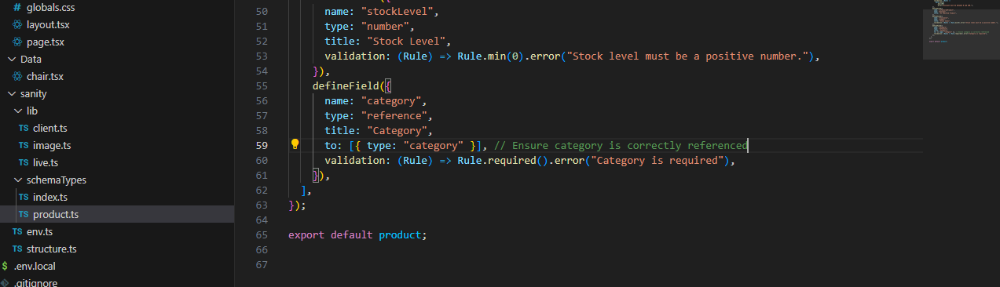 globals.css
layout.tsx
page.tsx
Data
chair.tsx
sanity
lib
TS client.ts
TS image.ts
TS live.ts
schemaTypes
TS index.ts
TS product.ts
TS env.ts
TS structure.ts
$ .env.local
.gitignore
50 name: "stockLevel",
51 type: "number",
52 title: "Stock Level",
53 validation: (Rule) => Rule.min(0).error("Stock level must be a positive number."),
54 }),
55 defineField({
56 name: "category",
57 type: "reference",
58 title: "Category",
59 to: [{ type: "category" }], // Ensure category is correctly referenced
60 validation: (Rule) => Rule.required().error("Category is required"),
61 }),
62 ],
63 });
64
65 export default product;
66
67